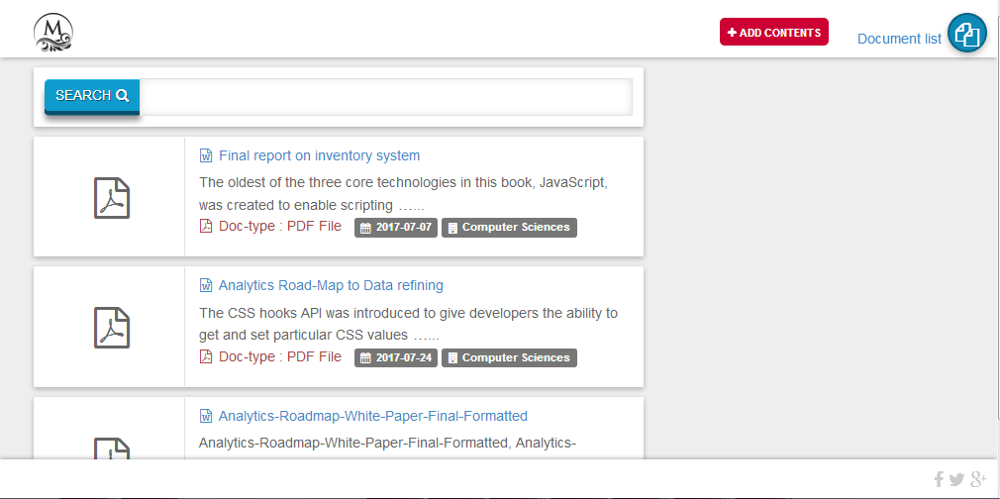 M
ADD CONTENTS
Document list
SEARCH
Final report on inventory system
The oldest of the three core technologies in this book, JavaScript,
was created to enable scripting …...
Doc-type : PDF File 2017-07-07 Computer Sciences
Analytics Road-Map to Data refining
The CSS hooks API was introduced to give developers the ability to
get and set particular CSS values …...
Doc-type : PDF File 2017-07-24 Computer Sciences
Analytics-Roadmap-White-Paper-Final-Formatted
Analytics-Roadmap-White-Paper-Final-Formatted, Analytics-